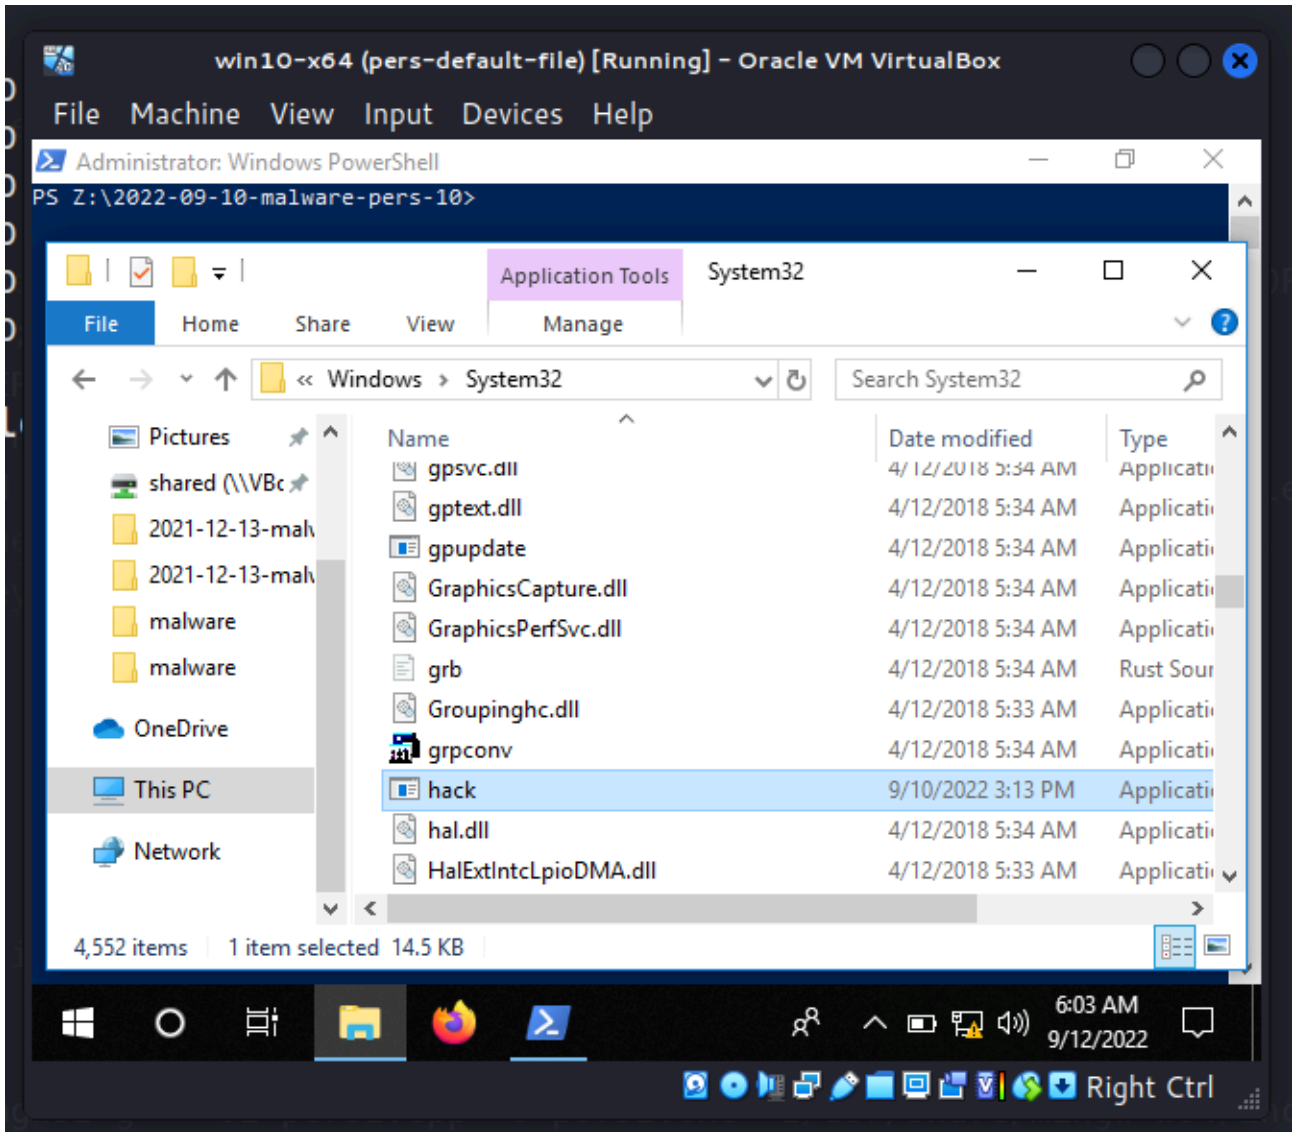 win10-x64 (pers-default-file) [Running] - Oracle VM VirtualBox
File Machine View Input Devices Help
Administrator: Windows PowerShell
PS Z:\2022-09-10-malware-pers-10>
Application Tools System32
File Home Share View Manage
« Windows › System32 Search System32
Pictures
shared (\\VBo
2021-12-13-malv
2021-12-13-malv
malware
malware
OneDrive
This PC
Network
Name Date modified Type
gpsvc.dll 4/12/2018 5:34 AM Applicati
gptext.dll 4/12/2018 5:34 AM Applicati
gpupdate 4/12/2018 5:34 AM Applicati
GraphicsCapture.dll 4/12/2018 5:34 AM Applicati
GraphicsPerfSvc.dll 4/12/2018 5:34 AM Applicati
grb 4/12/2018 5:34 AM Rust Sour
Groupinghc.dll 4/12/2018 5:33 AM Applicati
grpconv 4/12/2018 5:34 AM Applicati
hack 9/10/2022 3:13 PM Applicati
hal.dll 4/12/2018 5:34 AM Applicati
HalExtIntcLpioDMA.dll 4/12/2018 5:33 AM Applicati
4,552 items 1 item selected 14.5 KB
6:03 AM
9/12/2022
Right Ctrl